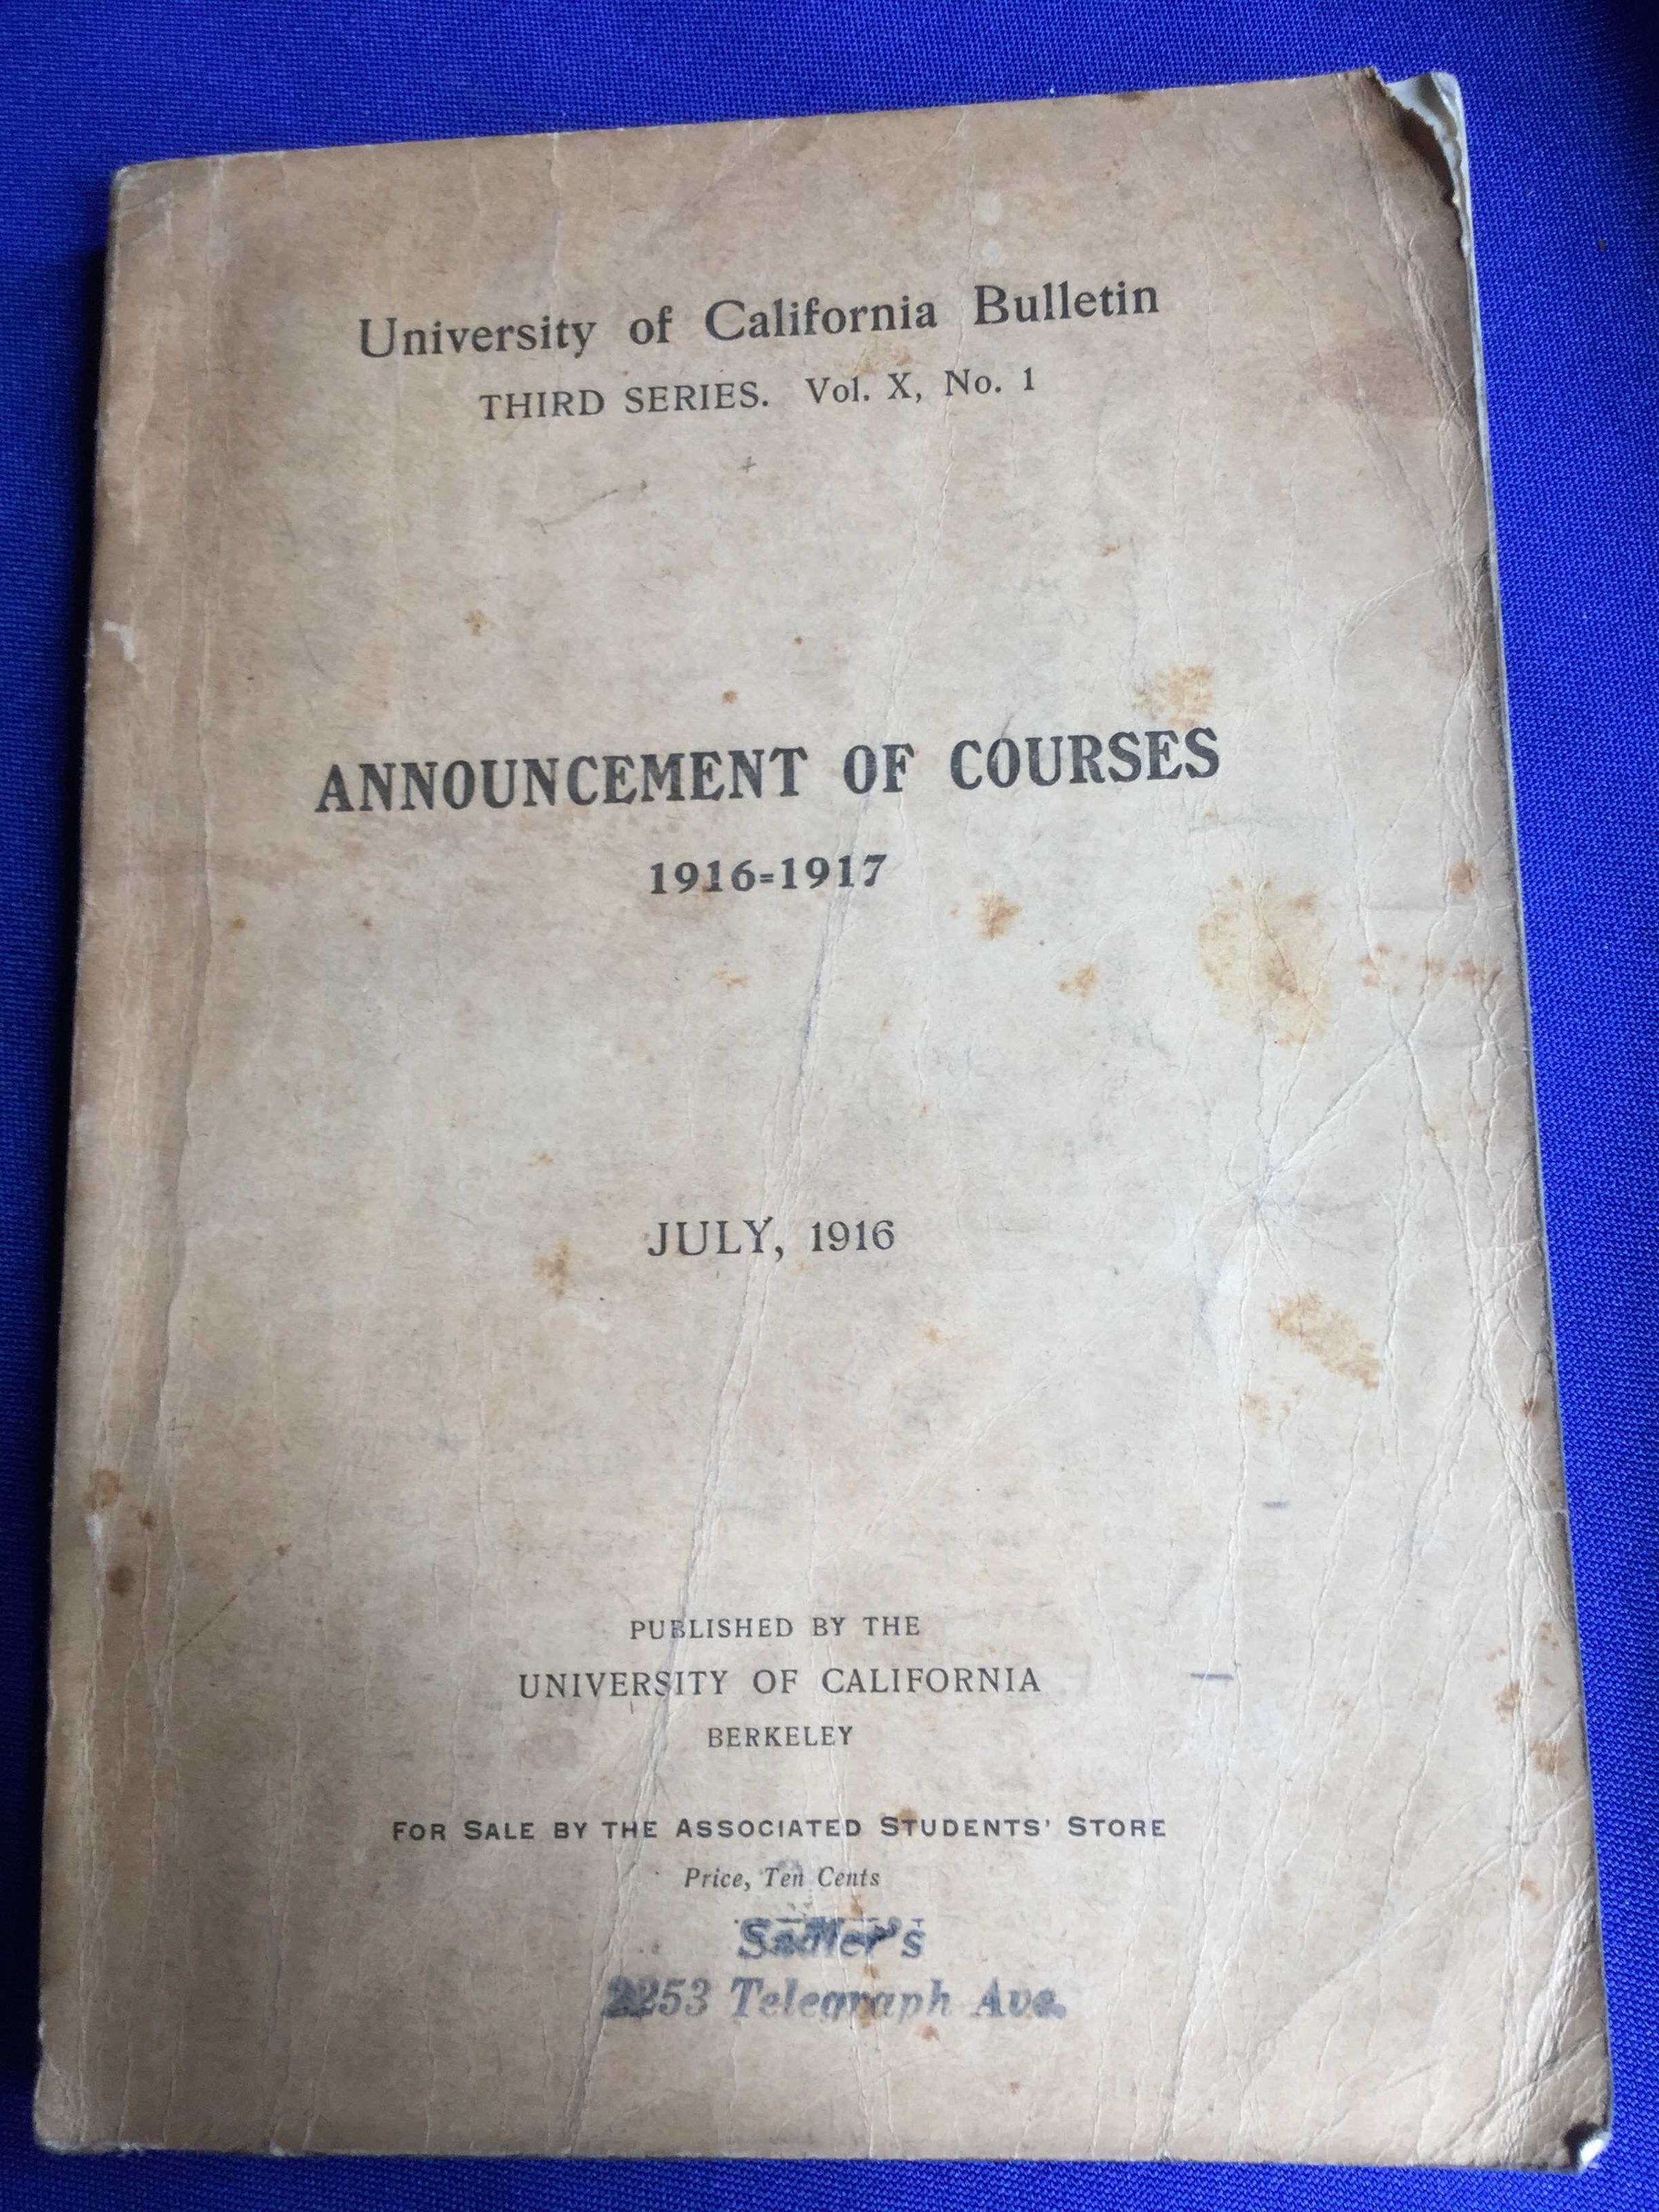 University of California Bulletin
THIRD SERIES. Vol. X, No. 1
ANNOUNCEMENT OF COURSES
1916=1917
JULY, 1916
PUBLISHED BY THE
UNIVERSITY OF CALIFORNIA
BERKELEY
FOR SALE BY THE ASSOCIATED STUDENTS' STORE
Price, Ten Cents
Sadler's
2253 Telegraph Ave.